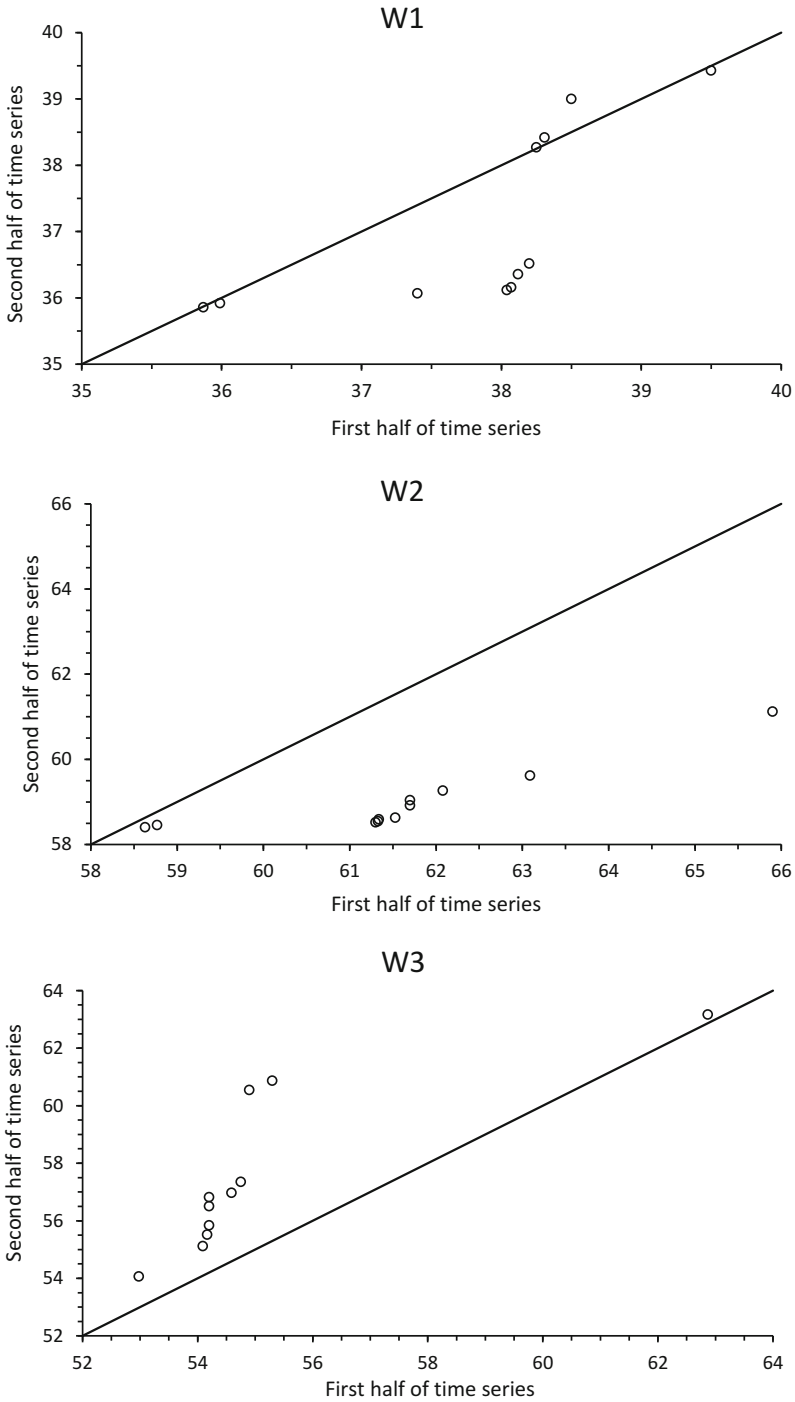 W1
40
39
38
37
36
35
Second half of time series
35 36 37 38 39 40
First half of time series
W2
66
64
62
60
58
Second half of time series
58 59 60 61 62 63 64 65 66
First half of time series
W3
64
62
60
58
56
54
52
Second half of time series
52 54 56 58 60 62 64
First half of time series